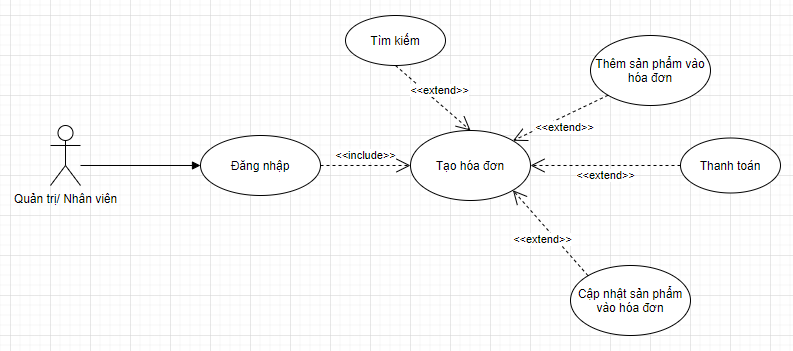 Tìm kiếm
<<extend>>
Thêm sản phẩm vào
hóa đơn
<<extend>>
Quản trị/ Nhân viên
Đăng nhập
<<include>>
Tạo hóa đơn
<<extend>>
Thanh toán
<<extend>>
Cập nhật sản phẩm
vào hóa đơn